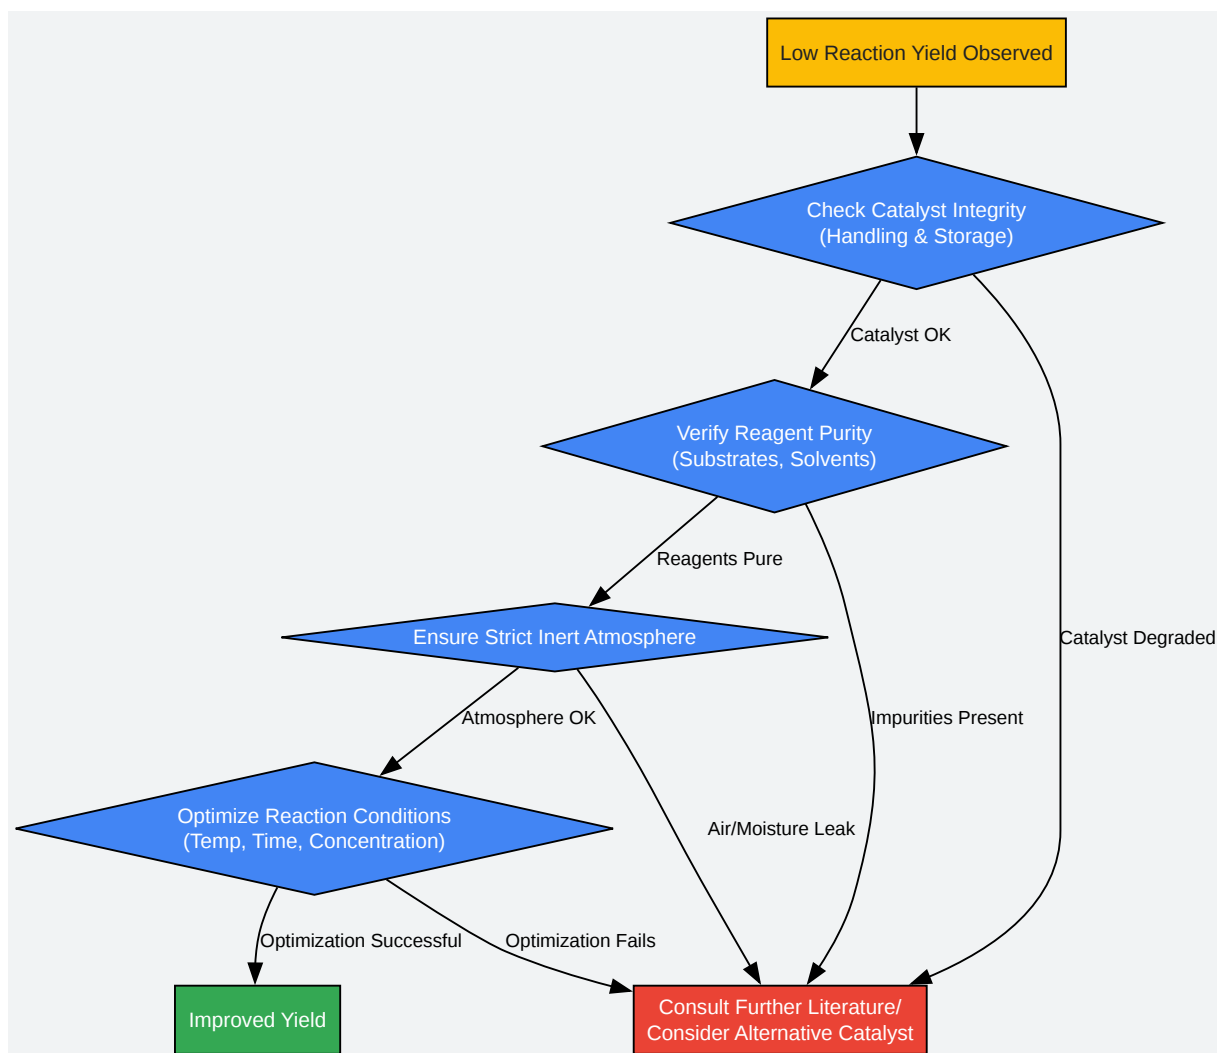 Low Reaction Yield Observed
Check Catalyst Integrity
(Handling & Storage)
Catalyst OK
Verify Reagent Purity
(Substrates, Solvents)
Reagents Pure
Ensure Strict Inert Atmosphere
Catalyst Degraded
Atmosphere OK
Impurities Present
Optimize Reaction Conditions
(Temp, Time, Concentration)
Air/Moisture Leak
Optimization Successful
Optimization Fails
Improved Yield
Consult Further Literature/
Consider Alternative Catalyst